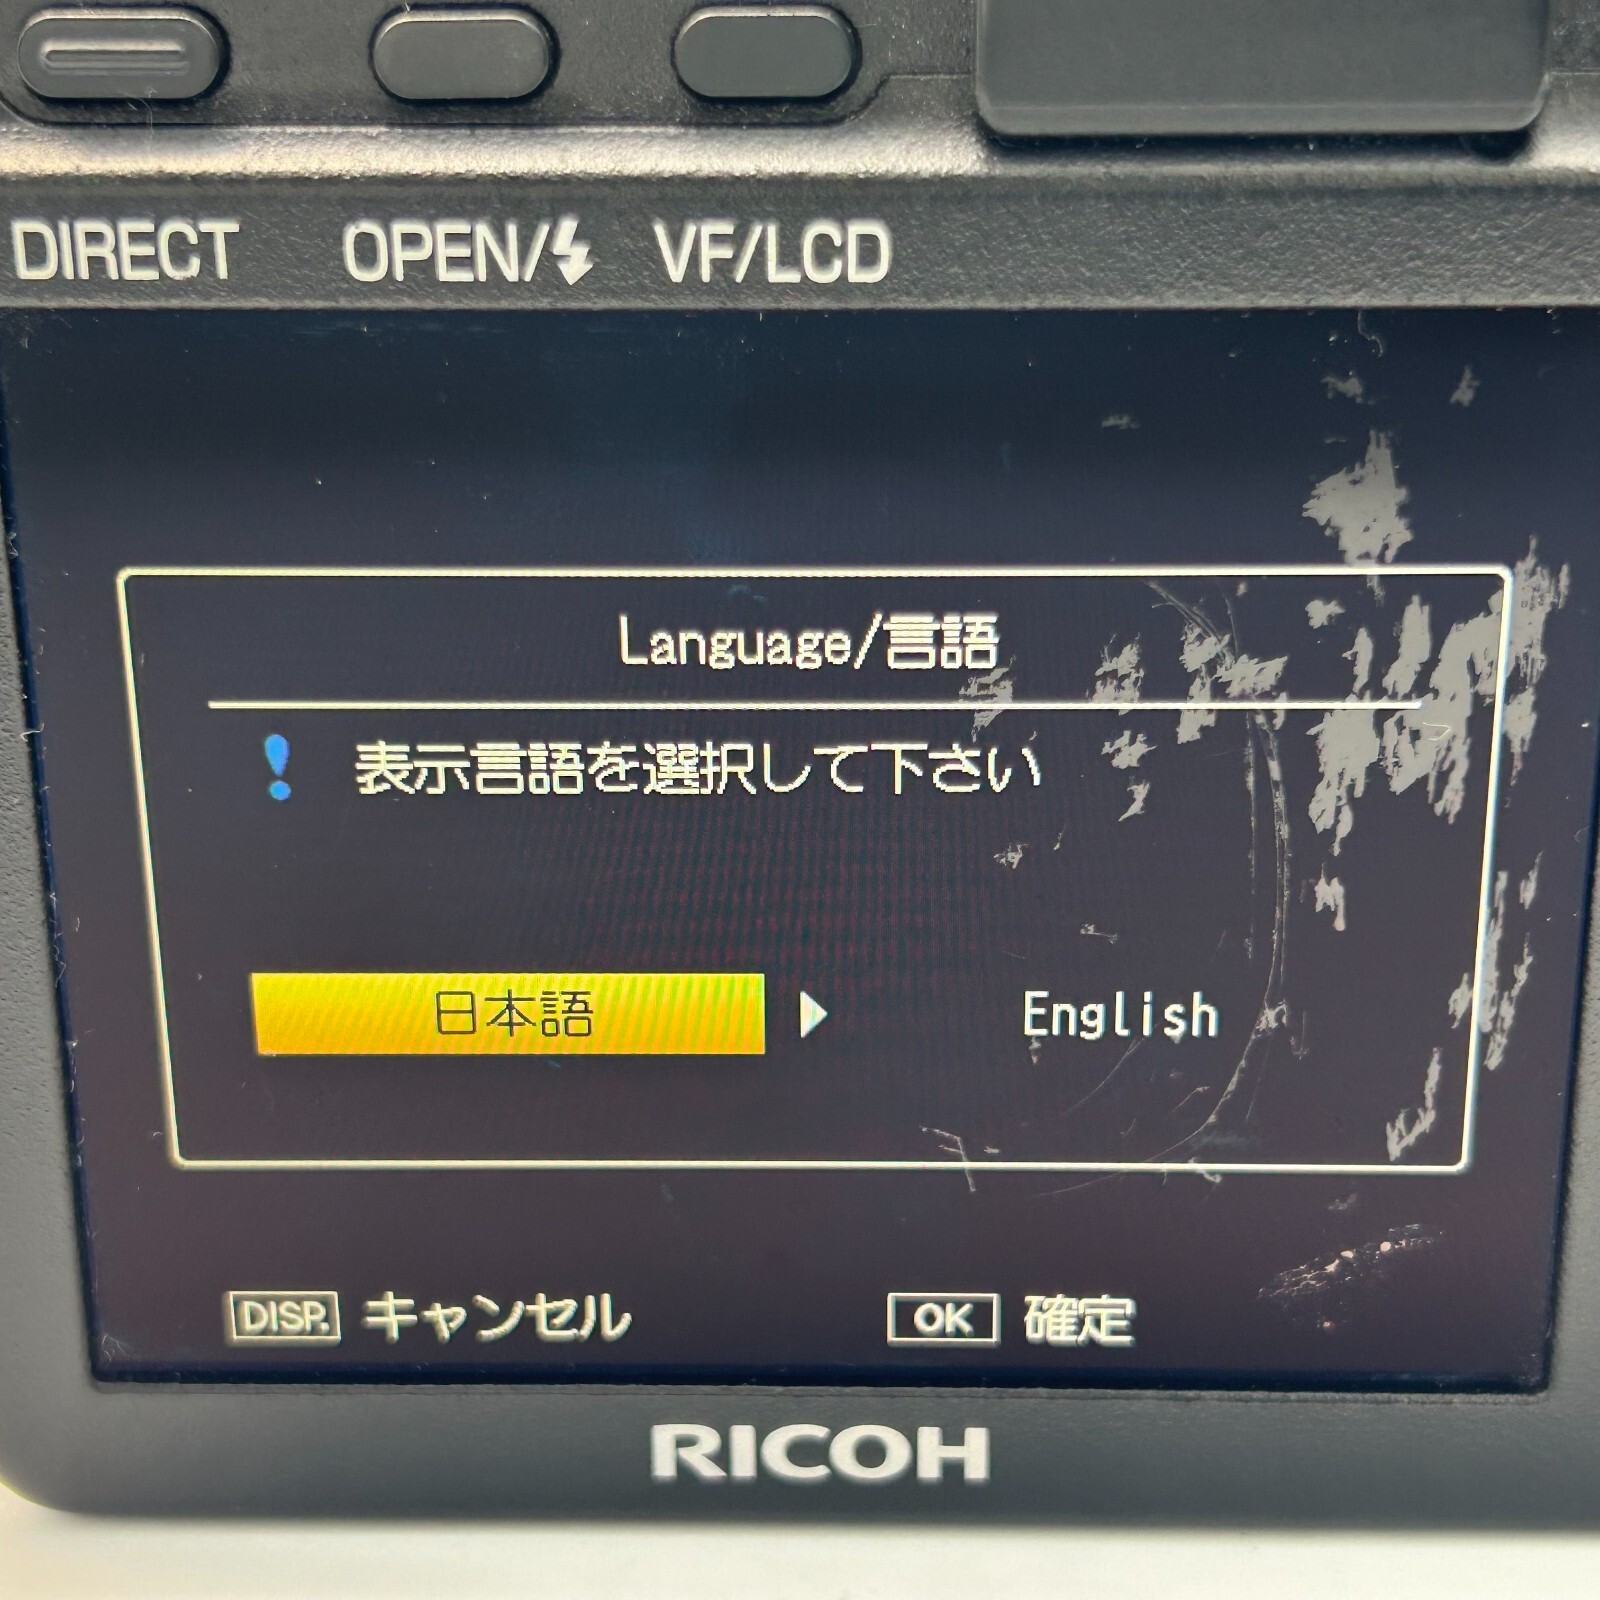 DIRECT OPEN/⚡ VF/LCD
Language/言語
! 表示言語を選択して下さい
日本語 ▶ English
DISP. キャンセル OK 確定
RICOH